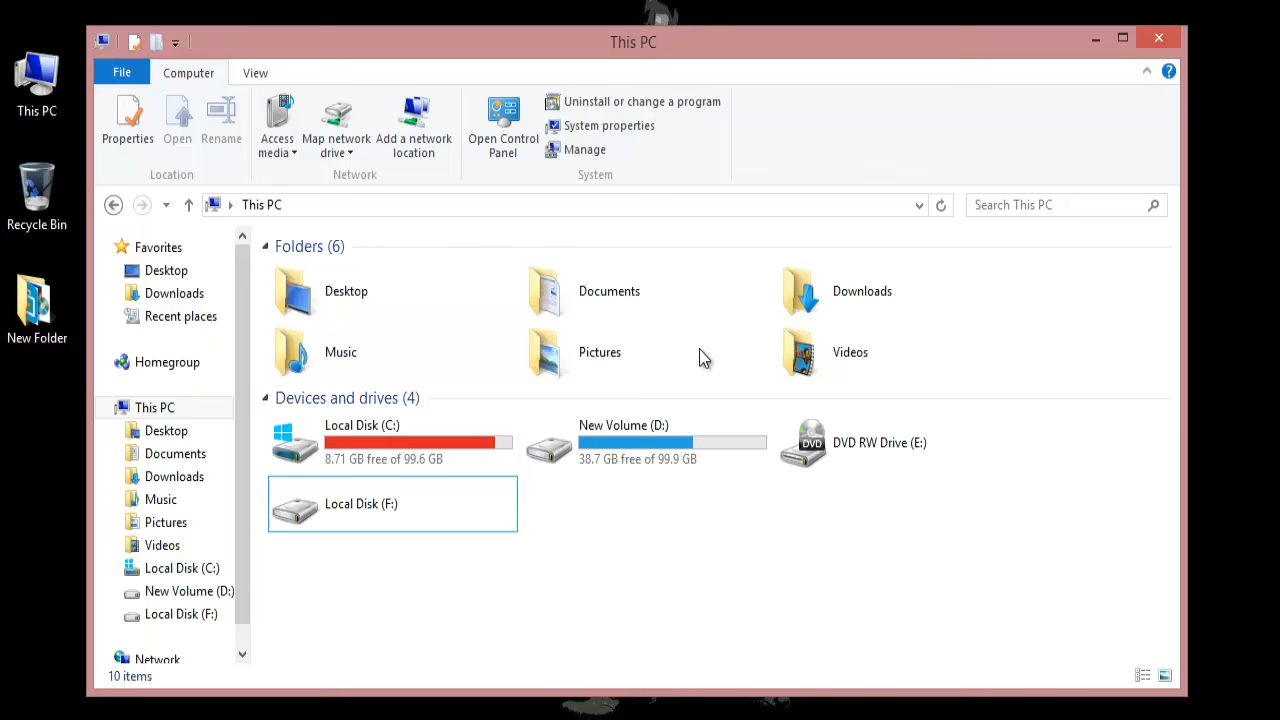 This PC
Recycle Bin
New Folder
This PC
File
Computer
View
Properties
Open
Rename
Location
Access media
Map network drive
Add a network location
Network
Open Control Panel
Uninstall or change a program
System properties
Manage
System
This PC
Search This PC
Favorites
Desktop
Downloads
Recent places
Homegroup
This PC
Desktop
Documents
Downloads
Music
Pictures
Videos
Local Disk (C:)
New Volume (D:)
Local Disk (F:)
Network
Folders (6)
Desktop
Documents
Downloads
Music
Pictures
Videos
Devices and drives (4)
Local Disk (C:)
8.71 GB free of 99.6 GB
New Volume (D:)
38.7 GB free of 99.9 GB
DVD
DVD RW Drive (E:)
Local Disk (F:)
10 items